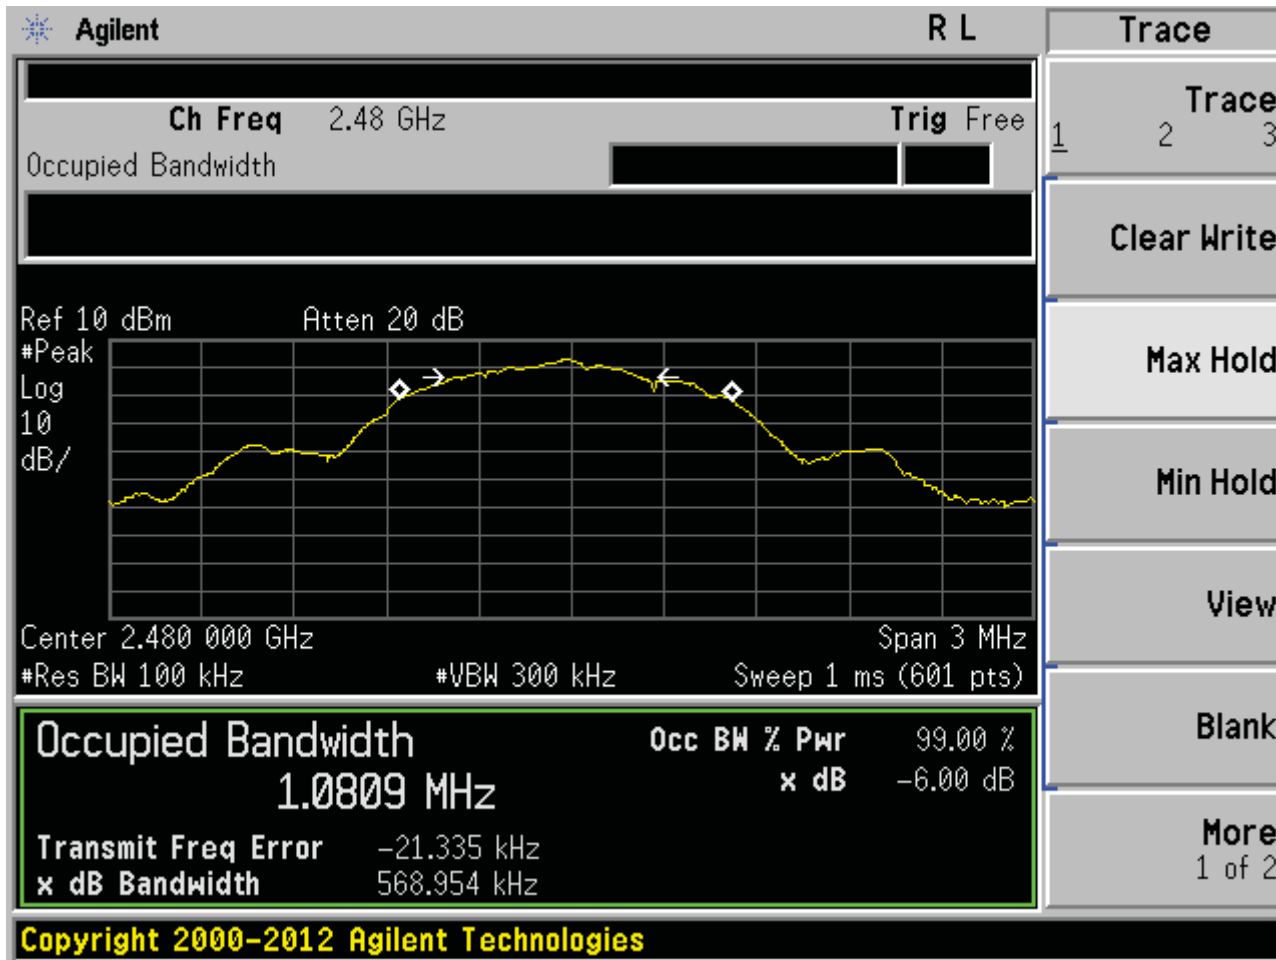 Agilent R L Trace
Ch Freq 2.48 GHz Trig Free
Occupied Bandwidth
Trace
1 2 3
Clear Write
Max Hold
Min Hold
View
Blank
More
1 of 2
Ref 10 dBm Atten 20 dB
#Peak
Log
10
dB/
Center 2.480 000 GHz Span 3 MHz
#Res BW 100 kHz #VBW 300 kHz Sweep 1 ms (601 pts)
Occupied Bandwidth Occ BW % Pwr 99.00 %
1.0809 MHz x dB -6.00 dB
Transmit Freq Error -21.335 kHz
x dB Bandwidth 568.954 kHz
Copyright 2000-2012 Agilent Technologies